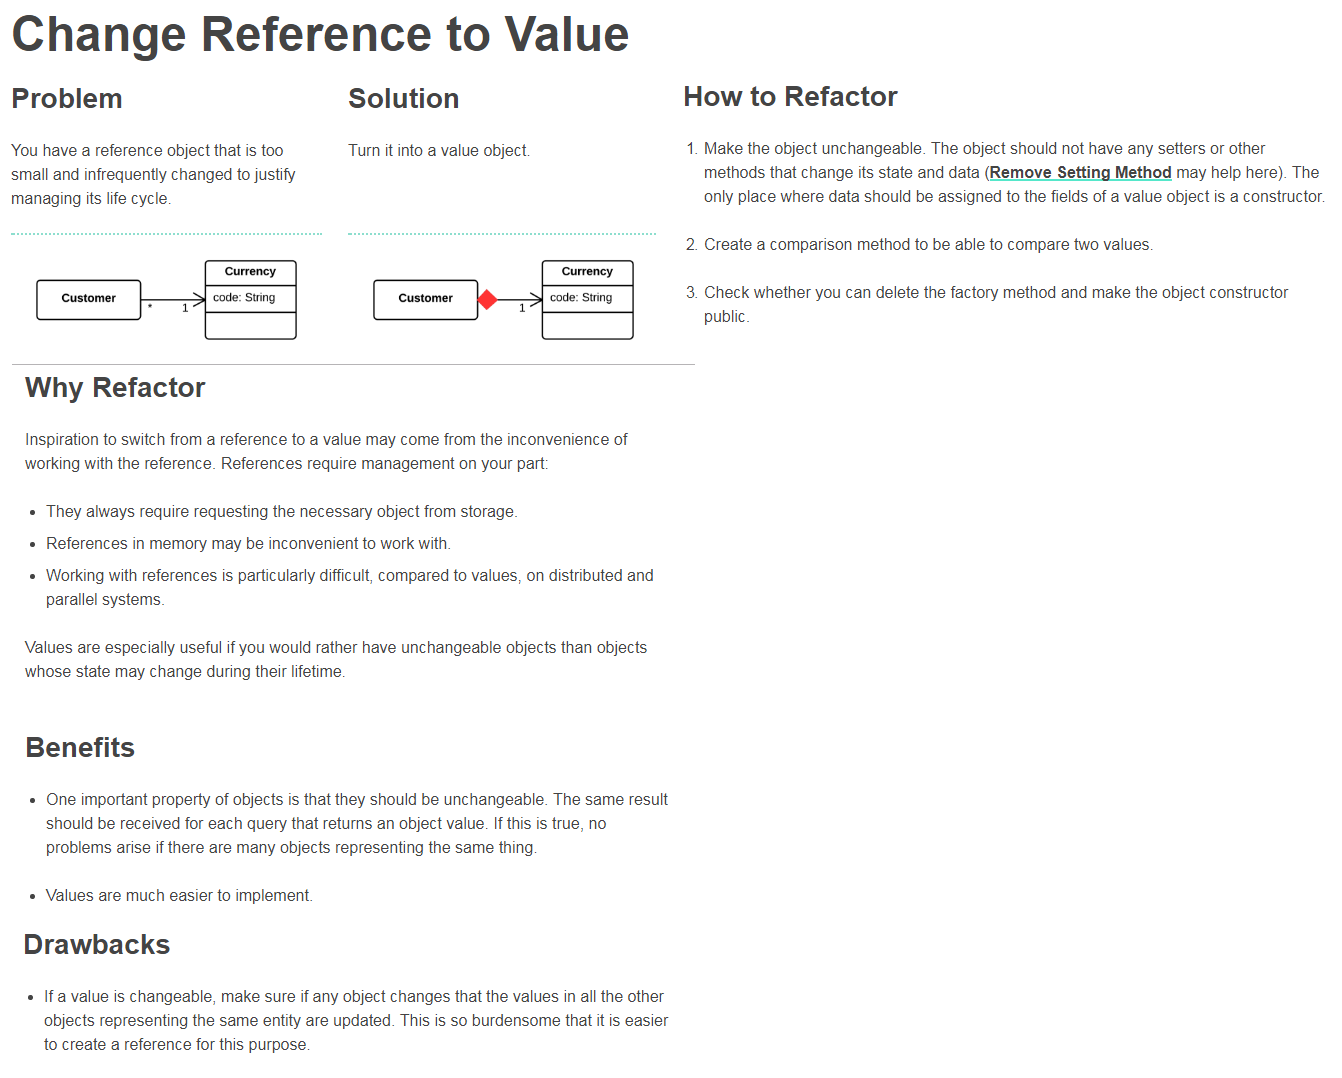 Change Reference to Value
Problem
You have a reference object that is too
small and infrequently changed to justify
managing its life cycle.
Customer
*
1
Currency
code: String
Solution
Turn it into a value object.
Customer
1
Currency
code: String
How to Refactor
1. Make the object unchangeable. The object should not have any setters or other
methods that change its state and data (Remove Setting Method may help here). The
only place where data should be assigned to the fields of a value object is a constructor.
2. Create a comparison method to be able to compare two values.
3. Check whether you can delete the factory method and make the object constructor
public.
Why Refactor
Inspiration to switch from a reference to a value may come from the inconvenience of
working with the reference. References require management on your part:
• They always require requesting the necessary object from storage.
• References in memory may be inconvenient to work with.
• Working with references is particularly difficult, compared to values, on distributed and
parallel systems.
Values are especially useful if you would rather have unchangeable objects than objects
whose state may change during their lifetime.
Benefits
• One important property of objects is that they should be unchangeable. The same result
should be received for each query that returns an object value. If this is true, no
problems arise if there are many objects representing the same thing.
• Values are much easier to implement.
Drawbacks
• If a value is changeable, make sure if any object changes that the values in all the other
objects representing the same entity are updated. This is so burdensome that it is easier
to create a reference for this purpose.